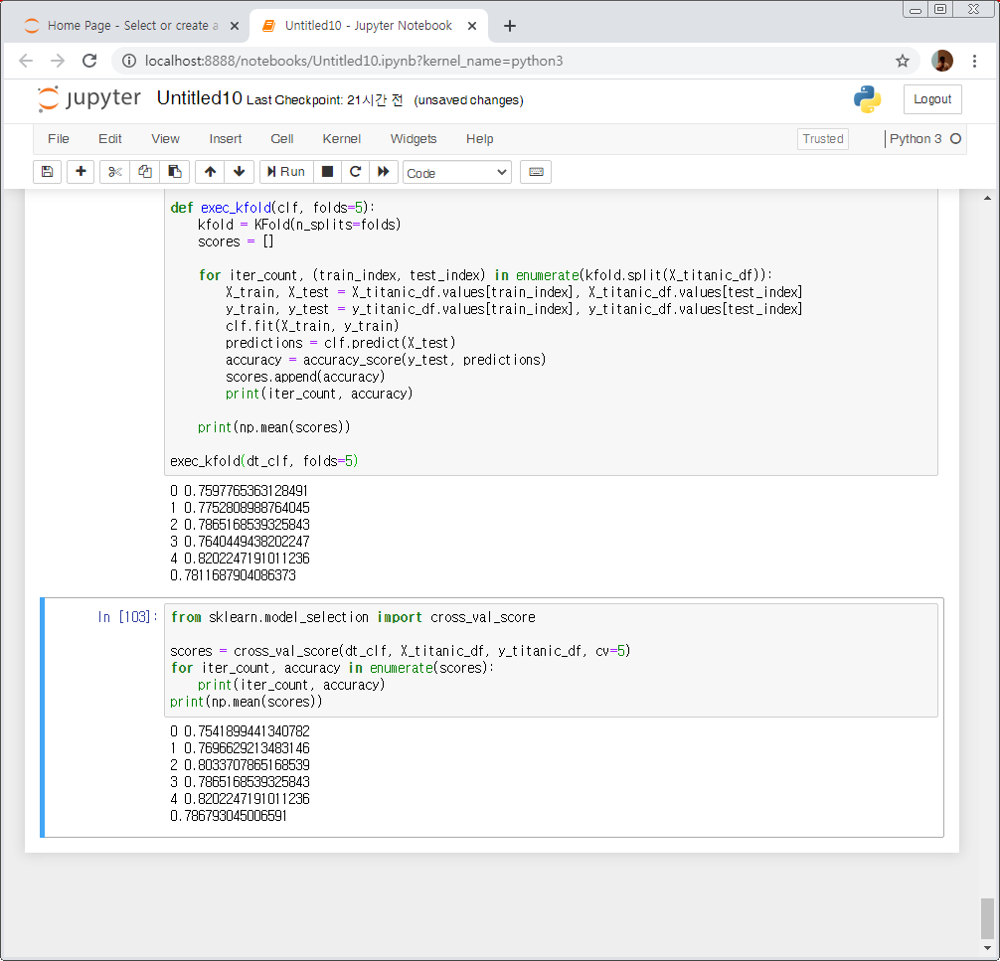 Home Page - Select or create a
Untitled10 - Jupyter Notebook
localhost:8888/notebooks/Untitled10.ipynb?kernel_name=python3
jupyter Untitled10 Last Checkpoint: 21시간 전 (unsaved changes)
Logout
File Edit View Insert Cell Kernel Widgets Help
Trusted
Python 3
Run
Code
def exec_kfold(clf, folds=5):
    kfold = KFold(n_splits=folds)
    scores = []
    for iter_count, (train_index, test_index) in enumerate(kfold.split(X_titanic_df)):
        X_train, X_test = X_titanic_df.values[train_index], X_titanic_df.values[test_index]
        y_train, y_test = y_titanic_df.values[train_index], y_titanic_df.values[test_index]
        clf.fit(X_train, y_train)
        predictions = clf.predict(X_test)
        accuracy = accuracy_score(y_test, predictions)
        scores.append(accuracy)
        print(iter_count, accuracy)
    print(np.mean(scores))
exec_kfold(dt_clf, folds=5)
0 0.7597765363128491
1 0.7752808988764045
2 0.7865168539325843
3 0.7640449438202247
4 0.8202247191011236
0.7811687904086373
In [103]:
from sklearn.model_selection import cross_val_score
scores = cross_val_score(dt_clf, X_titanic_df, y_titanic_df, cv=5)
for iter_count, accuracy in enumerate(scores):
    print(iter_count, accuracy)
print(np.mean(scores))
0 0.7541899441340782
1 0.7696629213483146
2 0.8033707865168539
3 0.7865168539325843
4 0.8202247191011236
0.786793045006591